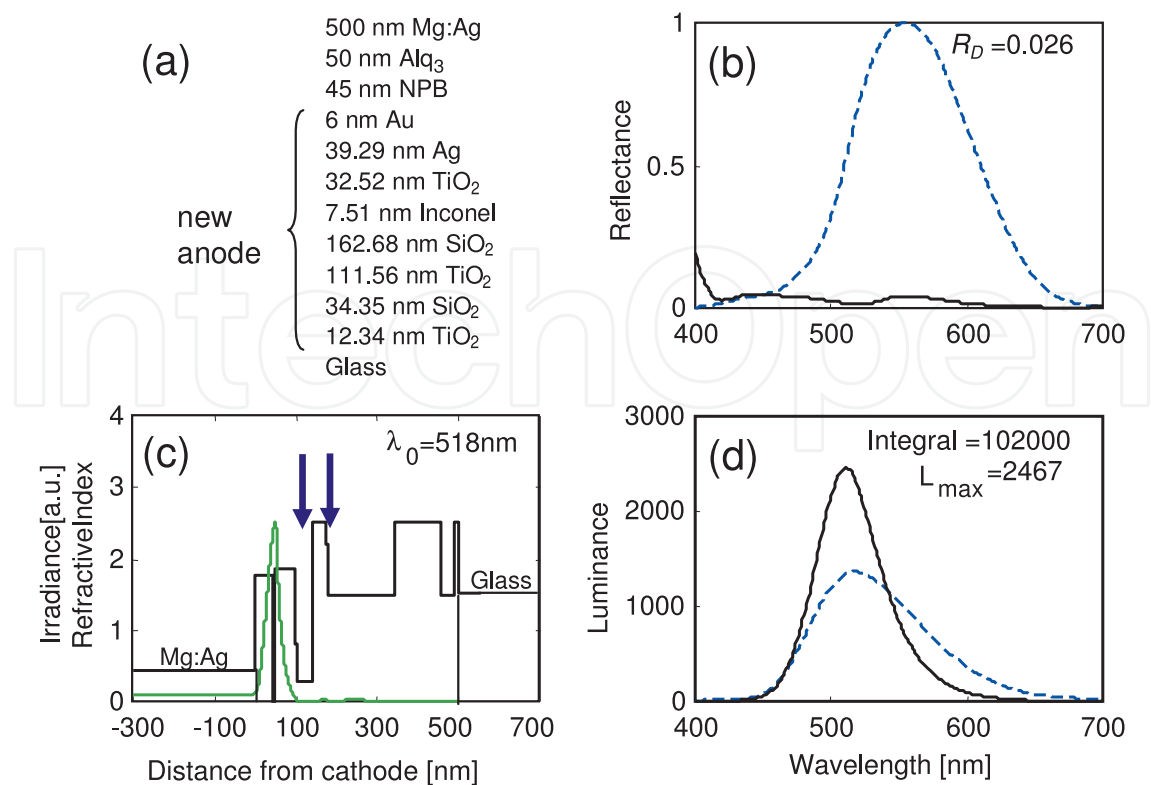 (a)
500 nm Mg:Ag
50 nm Alq₃
45 nm NPB
6 nm Au
39.29 nm Ag
32.52 nm TiO₂
7.51 nm Inconel
162.68 nm SiO₂
111.56 nm TiO₂
34.35 nm SiO₂
12.34 nm TiO₂
Glass
new
anode
(b)
R_D =0.026
Reflectance
1
0.5
0
400 500 600 700
(c)
λ₀=518nm
Irradiance[a.u.]
RefractiveIndex
4
3
2
1
0
Mg:Ag
Glass
-300 -100 100 300 500 700
Distance from cathode [nm]
(d)
Integral =102000
L_max =2467
Luminance
3000
2000
1000
0
400 500 600 700
Wavelength [nm]
IntechOpen